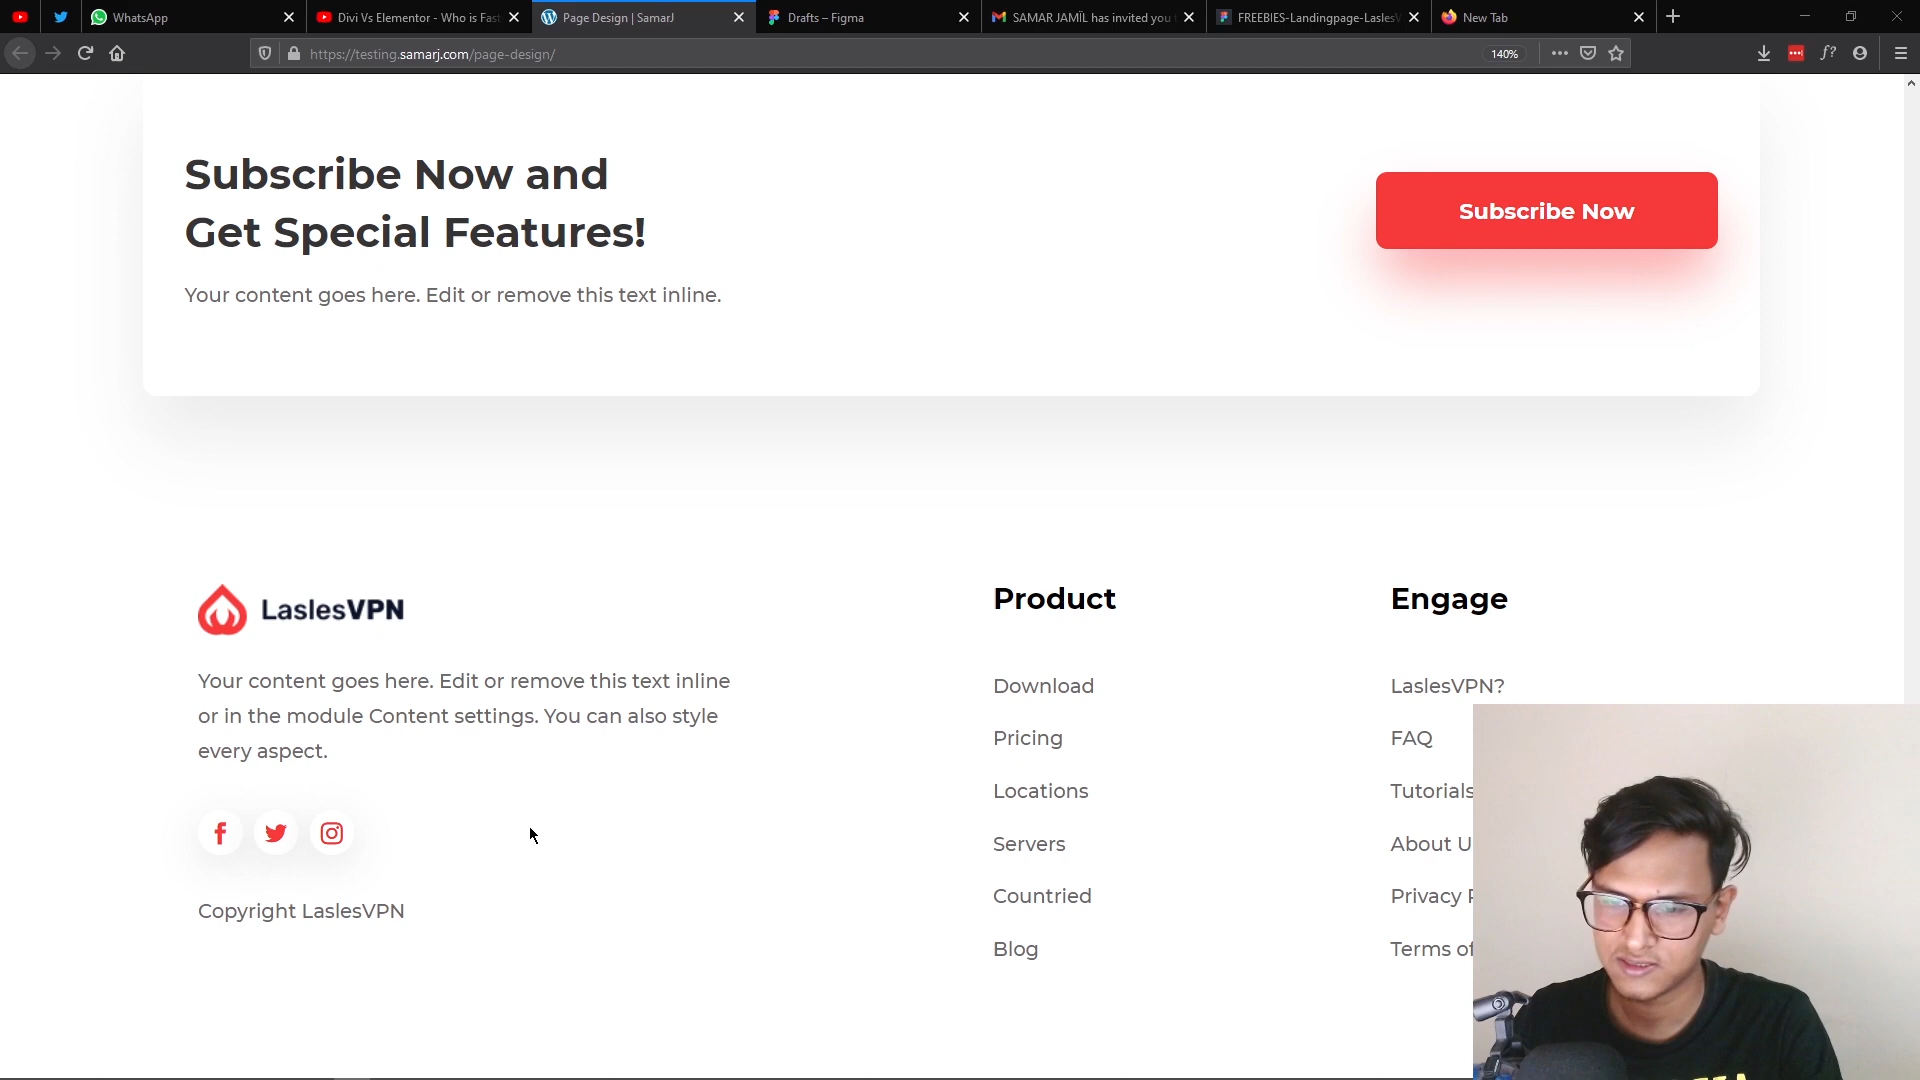 WhatsApp
Divi Vs Elementor - Who is Fast
Page Design | SamarJ
Drafts – Figma
SAMAR JAMÏL has invited you
FREEBIES-Landingpage-LaslesV
New Tab
https://testing.samarj.com/page-design/
140%
Subscribe Now and
Get Special Features!
Your content goes here. Edit or remove this text inline.
Subscribe Now
LaslesVPN
Your content goes here. Edit or remove this text inline
or in the module Content settings. You can also style
every aspect.
Copyright LaslesVPN
Product
Download
Pricing
Locations
Servers
Countried
Blog
Engage
LaslesVPN?
FAQ
Tutorials
About U
Privacy P
Terms of